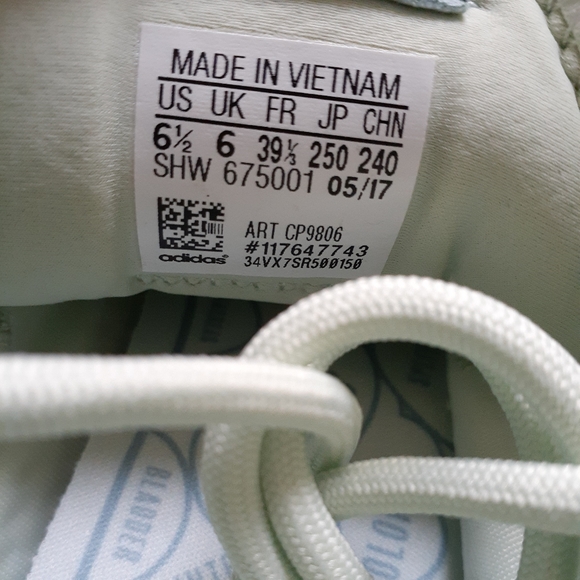 MADE IN VIETNAM
US UK FR JP CHN
6½ 6 39⅓ 250 240
SHW 675001 05/17
ART CP9806
#117647743
adidas® 34VX7SR500150
BLADDER